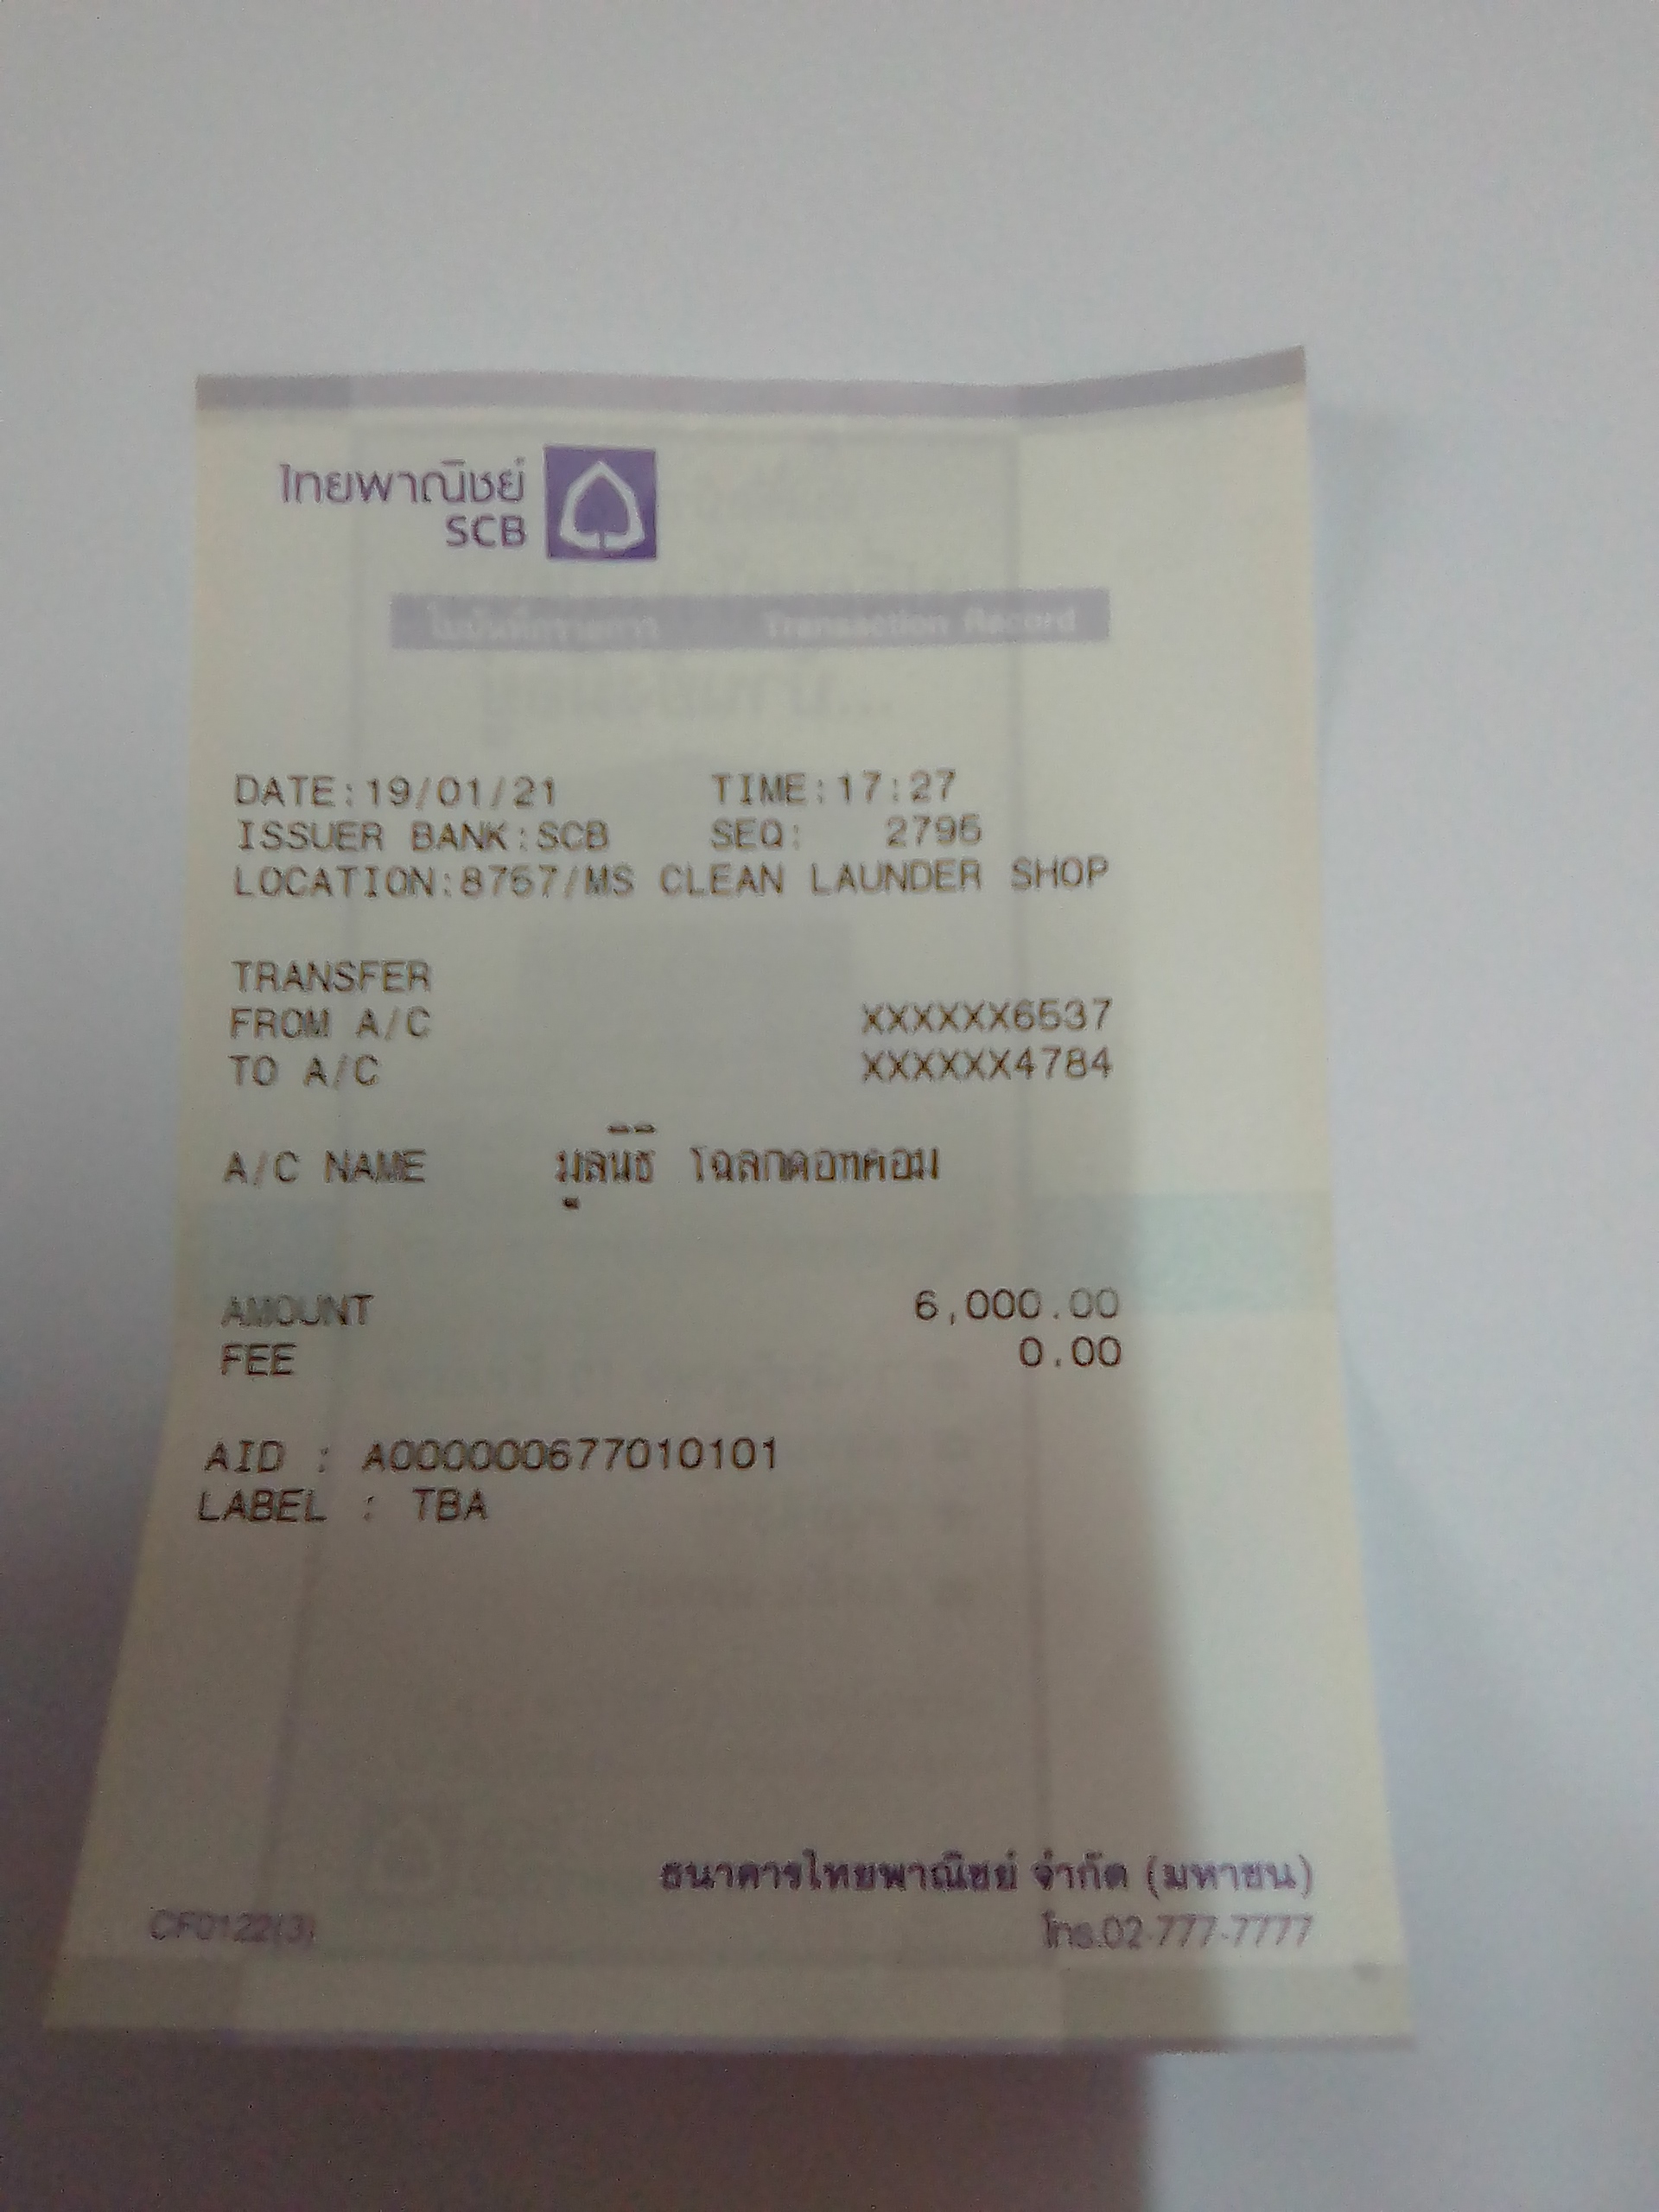 ไทยพาณิชย์
SCB
ใบบันทึกรายการ Transaction Record
DATE:19/01/21 TIME:17:27
ISSUER BANK:SCB SEQ: 2795
LOCATION:8757/MS CLEAN LAUNDER SHOP
TRANSFER
FROM A/C XXXXXX6537
TO A/C XXXXXX4784
A/C NAME มูลนิธิ โฉลกดอทคอม
AMOUNT 6,000.00
FEE 0.00
AID : A0000000677010101
LABEL : TBA
ธนาคารไทยพาณิชย์ จำกัด (มหาชน)
CF0122(3) โทร.02-777-7777